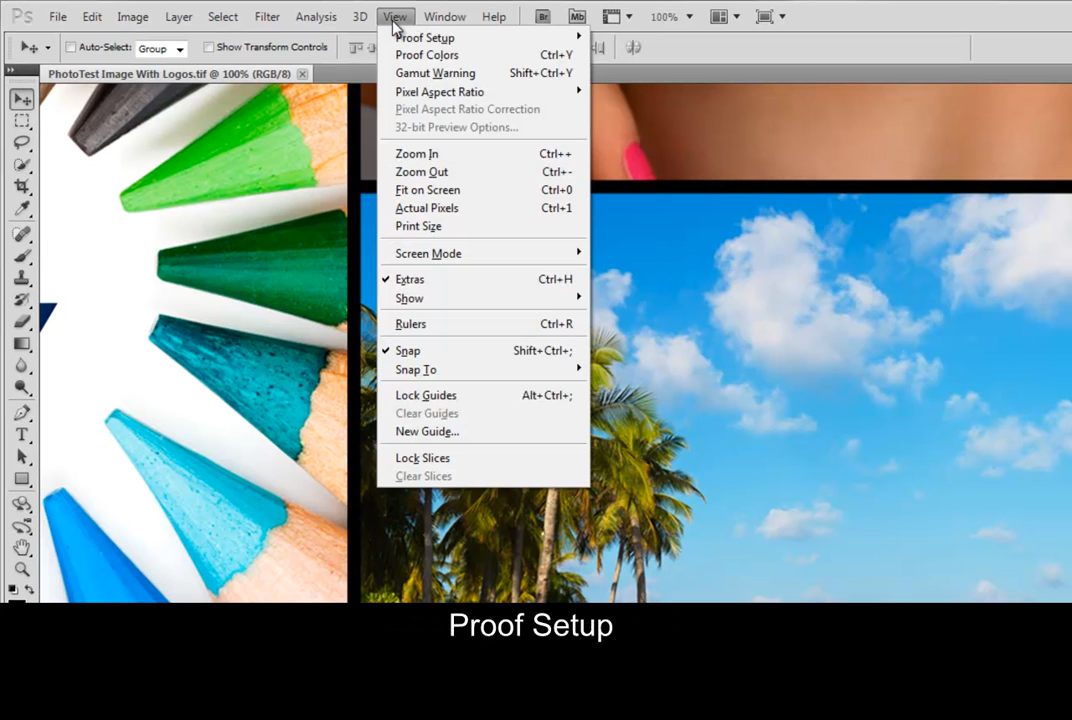 Ps File Edit Image Layer Select Filter Analysis 3D View Window Help Br Mb 100%
Auto-Select: Group Show Transform Controls
PhotoTest Image With Logos.tif @ 100% (RGB/8)
Proof Setup
Proof Colors Ctrl+Y
Gamut Warning Shift+Ctrl+Y
Pixel Aspect Ratio
Pixel Aspect Ratio Correction
32-bit Preview Options...
Zoom In Ctrl++
Zoom Out Ctrl+-
Fit on Screen Ctrl+0
Actual Pixels Ctrl+1
Print Size
Screen Mode
Extras Ctrl+H
Show
Rulers Ctrl+R
Snap Shift+Ctrl+;
Snap To
Lock Guides Alt+Ctrl+;
Clear Guides
New Guide...
Lock Slices
Clear Slices
Proof Setup